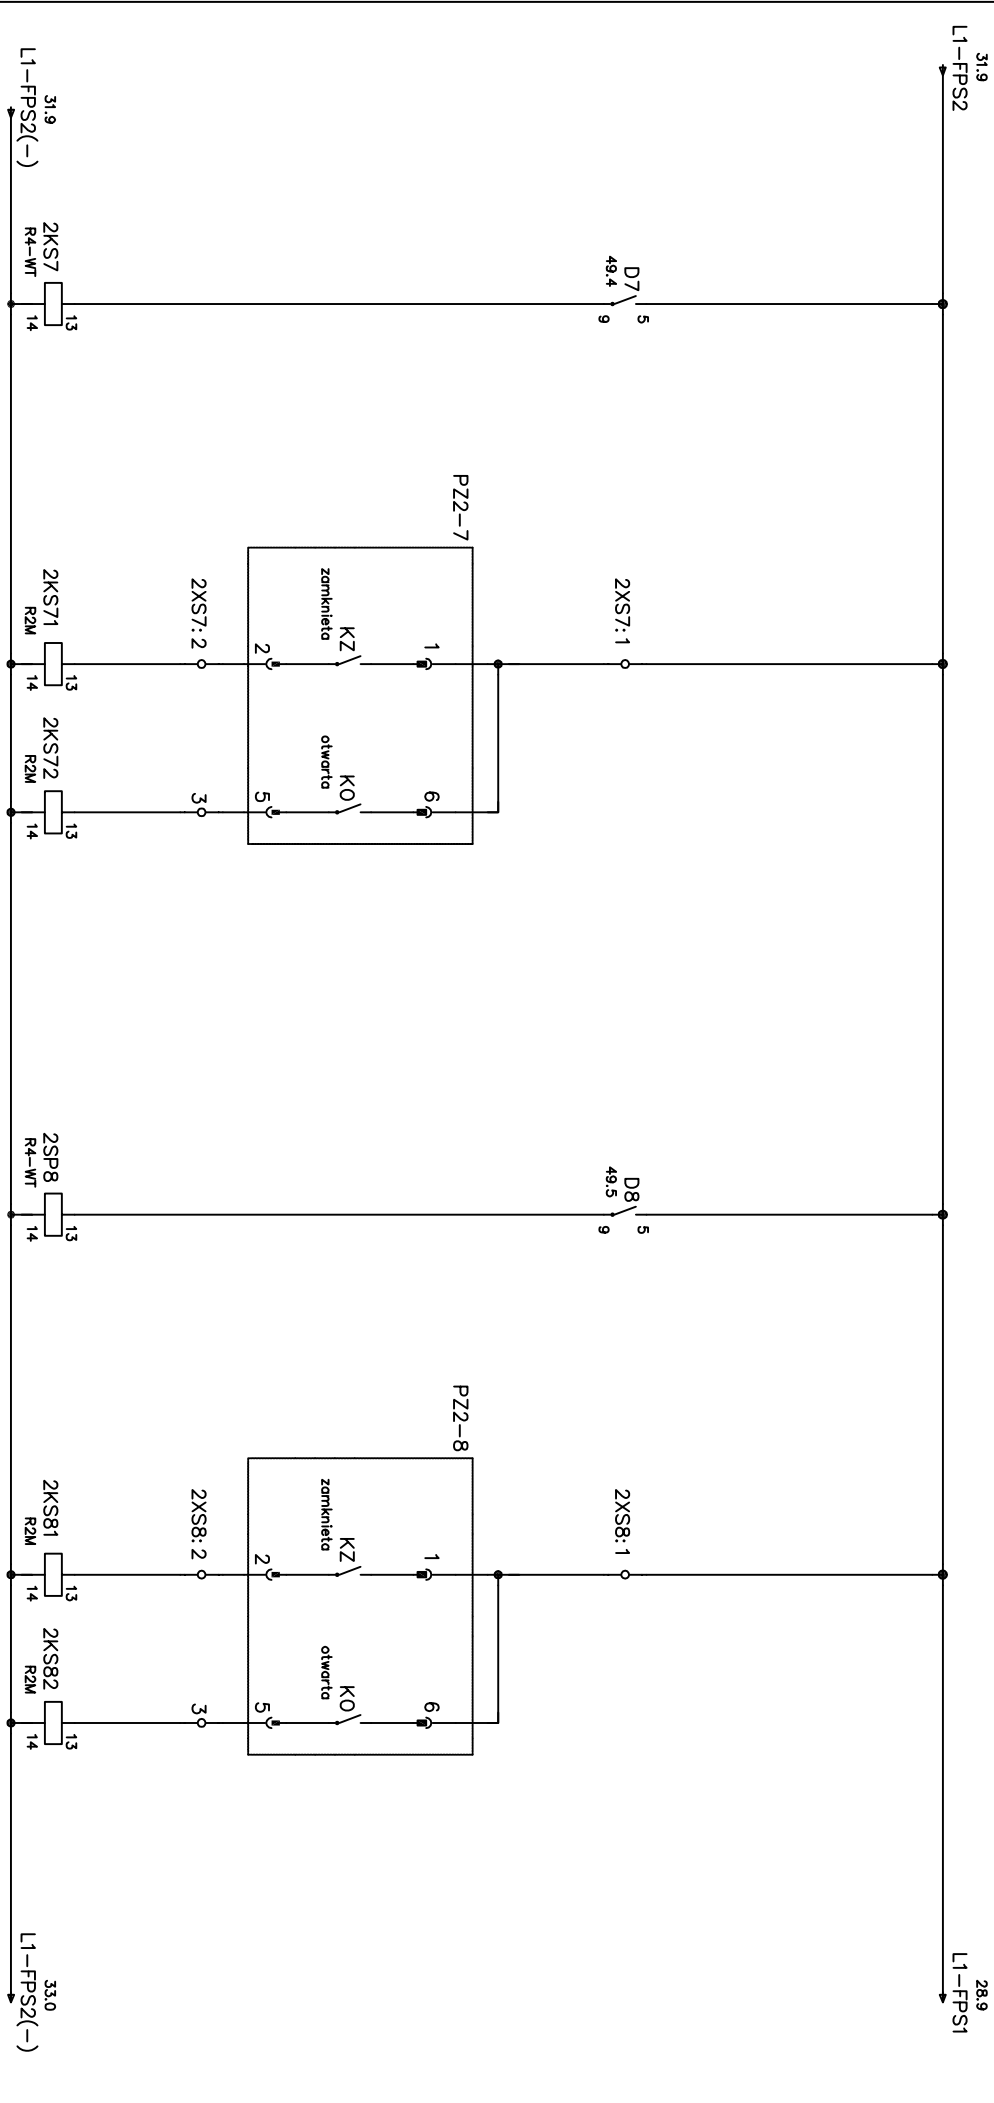 31.9
L1-FPS2
28.9
L1-FPS1
D7
49.4
5
9
2XS7:1
D8
49.5
5
9
2XS8:1
PZ2-7
1
6
KZ
zamknieta
KO
otwarta
2
5
PZ2-8
1
6
KZ
zamknieta
KO
otwarta
2
5
2XS7:2
3
2XS8:2
3
2KS7
R4-WT
13
14
2KS71
R2M
13
14
2KS72
R2M
13
14
2SP8
R4-WT
13
14
2KS81
R2M
13
14
2KS82
R2M
13
14
31.9
L1-FPS2(-)
33.0
L1-FPS2(-)